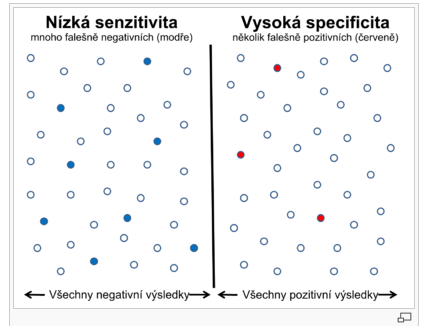 Nízká senzitivita
mnoho falešně negativních (modře)
Vysoká specificita
několik falešně pozitivních (červeně)
Všechny negativní výsledky
Všechny pozitivní výsledky